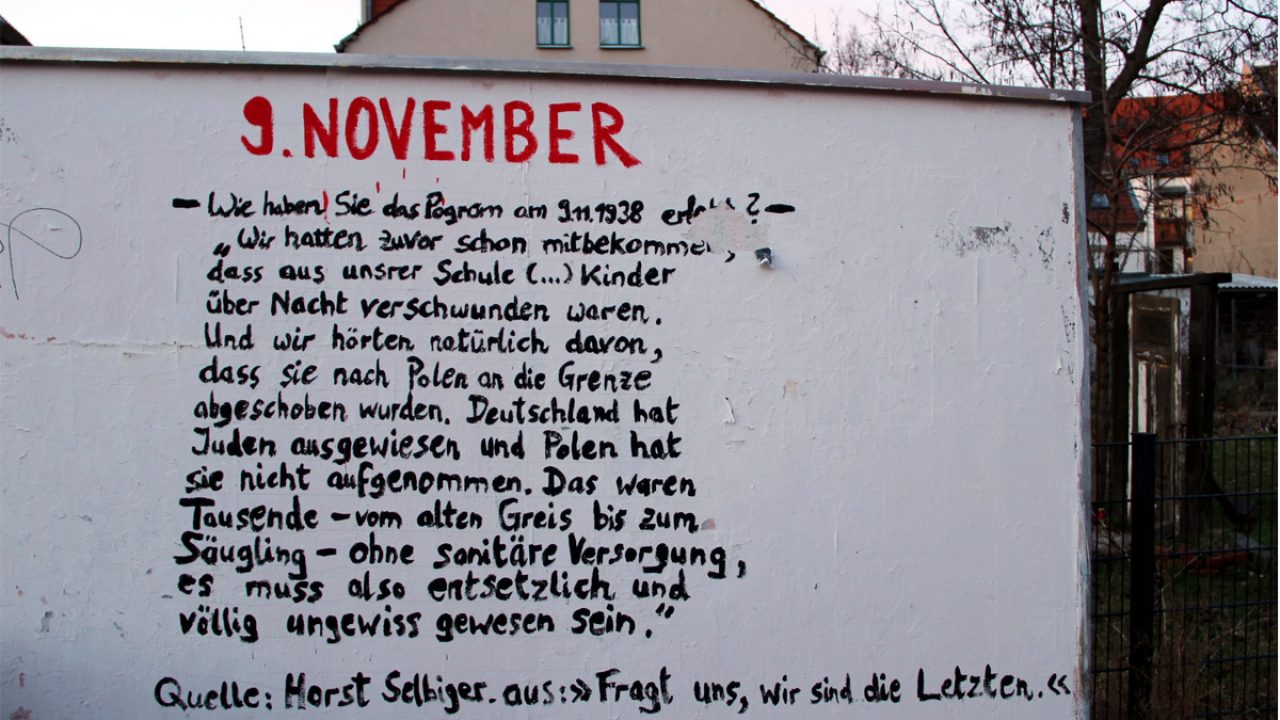 9. NOVEMBER
– Wie haben Sie das Pogrom am 9.11.1938 ? –
„Wir hatten zuvor schon mitbekommen,
dass aus unsrer Schule (...) Kinder
über Nacht verschwunden waren.
Und wir hörten natürlich davon,
dass sie nach Polen an die Grenze
abgeschoben wurden. Deutschland hat
Juden ausgewiesen und Polen hat
sie nicht aufgenommen. Das waren
Tausende – vom alten Greis bis zum
Säugling – ohne sanitäre Versorgung,
es muss also entsetzlich und
völlig ungewiss gewesen sein.“
Quelle: Horst Selbiger. aus: »Fragt uns, wir sind die Letzten.«